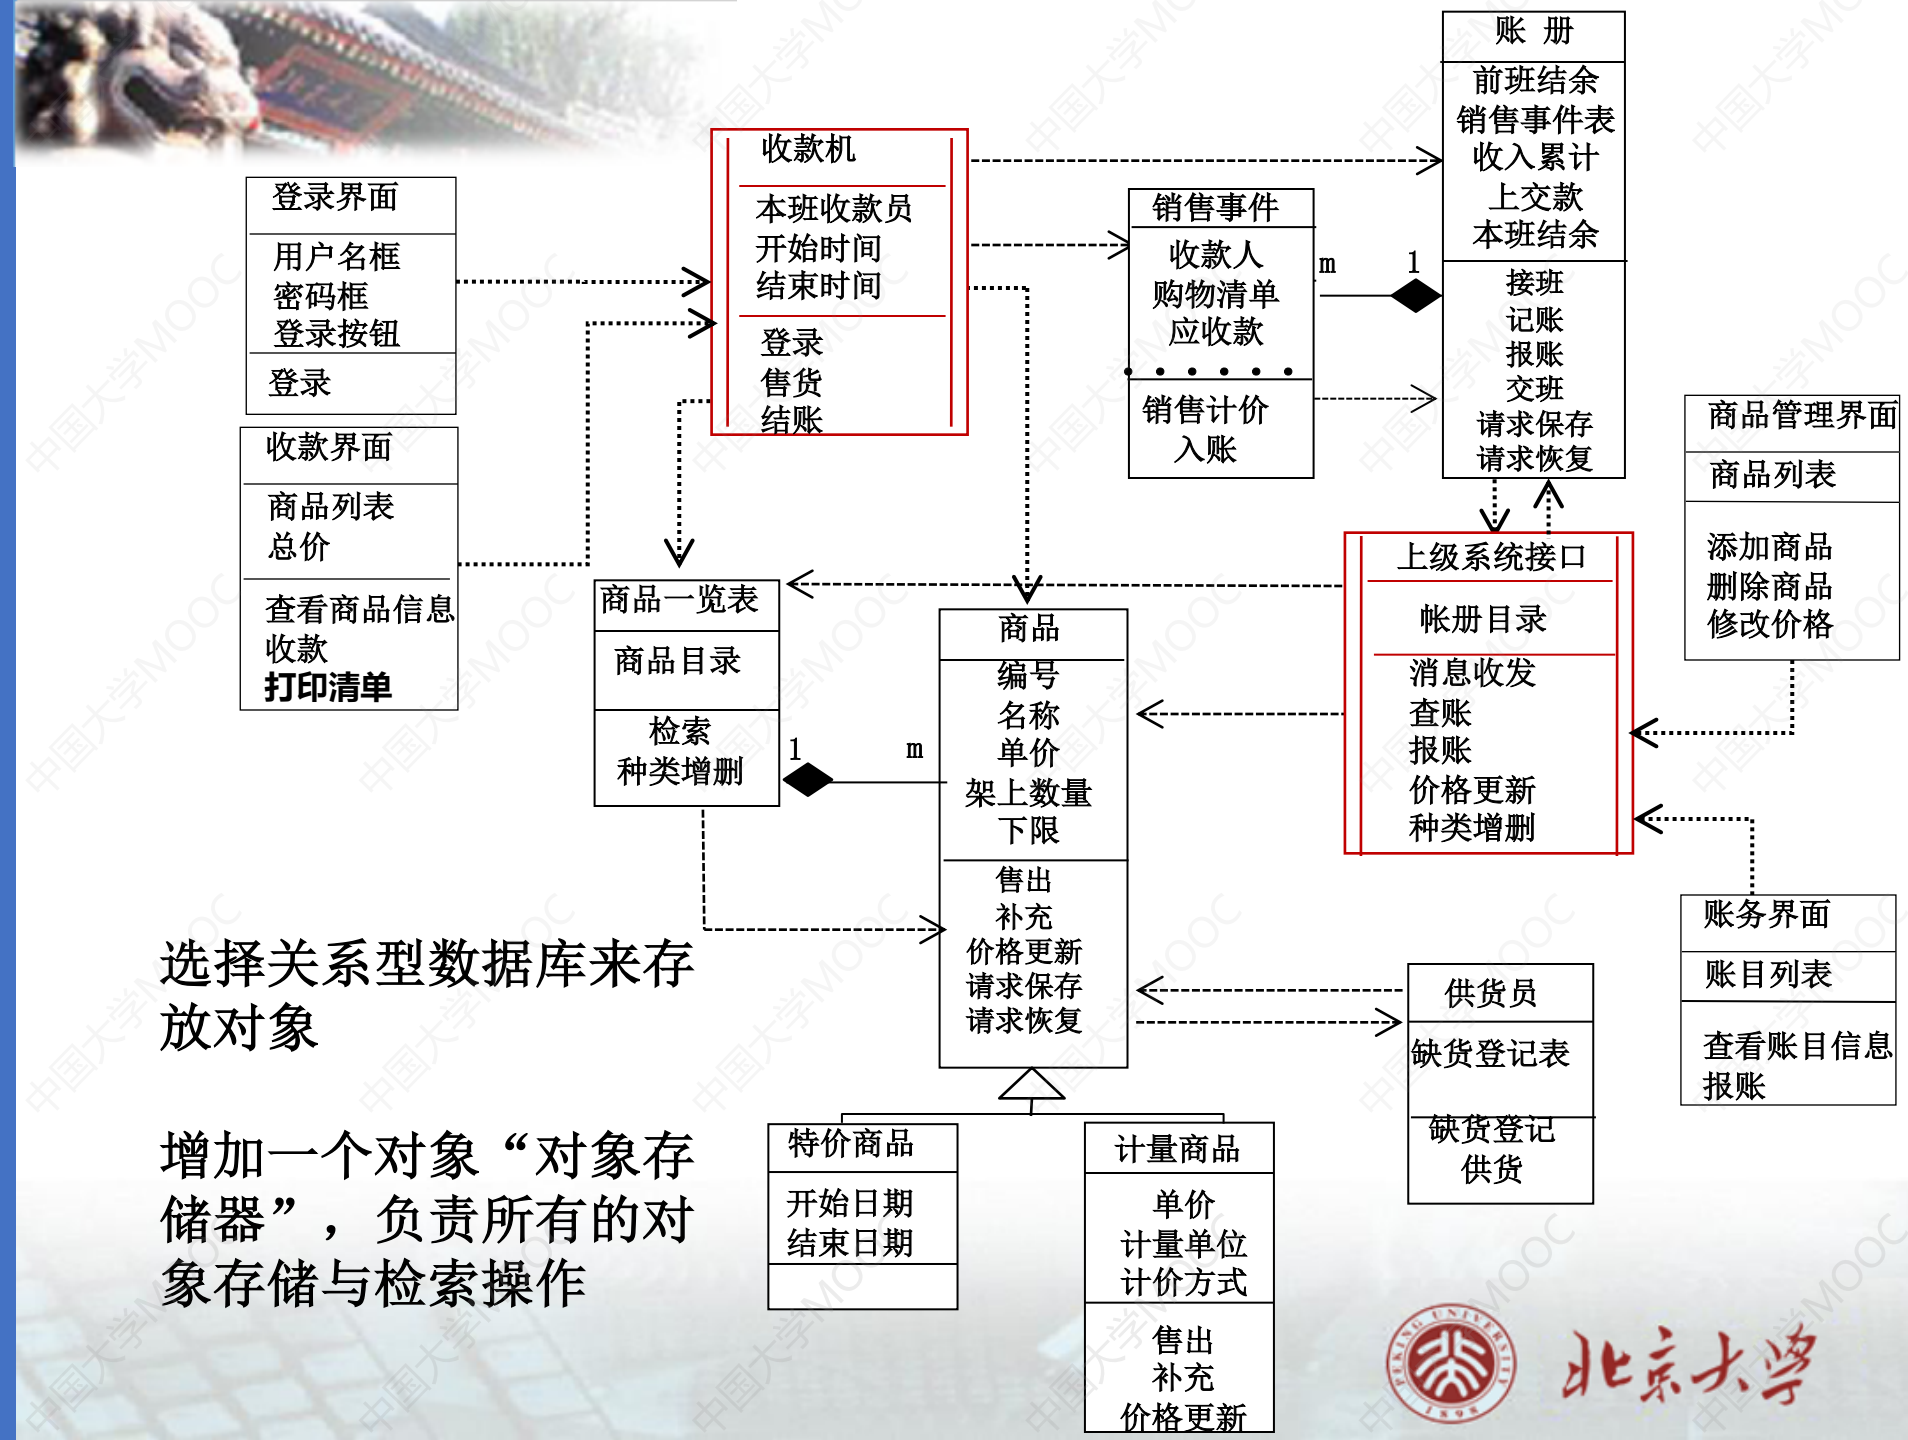 账 册
前班结余
销售事件表
收入累计
上交款
本班结余
接班
记账
报账
交班
请求保存
请求恢复
收款机
本班收款员
开始时间
结束时间
登录
售货
结账
登录界面
用户名框
密码框
登录按钮
登录
销售事件
收款人
购物清单
应收款
• • • • • •
销售计价
入账
m 1
收款界面
商品列表
总价
查看商品信息
收款
打印清单
商品管理界面
商品列表
添加商品
删除商品
修改价格
上级系统接口
帐册目录
消息收发
查账
报账
价格更新
种类增删
商品一览表
商品目录
检索
种类增删
1 m
商品
编号
名称
单价
架上数量
下限
售出
补充
价格更新
请求保存
请求恢复
账务界面
账目列表
查看账目信息
报账
供货员
缺货登记表
缺货登记
供货
特价商品
开始日期
结束日期
计量商品
单价
计量单位
计价方式
售出
补充
价格更新
选择关系型数据库来存
放对象
增加一个对象“对象存
储器”，负责所有的对
象存储与检索操作
PEKING UNIVERSITY
1898
北京大学
中国大学MOOC